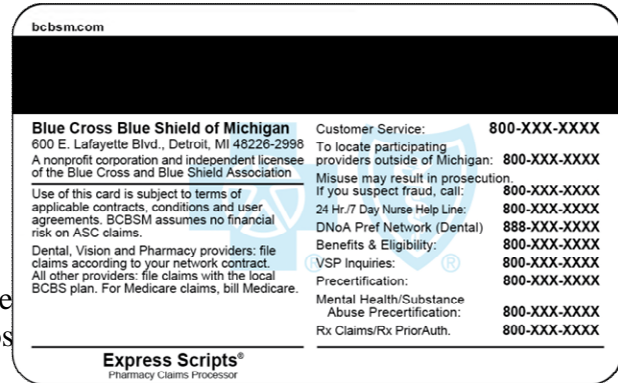 bcbsm.com
Blue Cross Blue Shield of Michigan
600 E. Lafayette Blvd., Detroit, MI 48226-2998
A nonprofit corporation and independent licensee
of the Blue Cross and Blue Shield Association
Use of this card is subject to terms of
applicable contracts, conditions and user
agreements. BCBSM assumes no financial
risk on ASC claims.
Dental, Vision and Pharmacy providers: file
claims according to your network contract.
All other providers: file claims with the local
BCBS plan. For Medicare claims, bill Medicare.
Express Scripts®
Pharmacy Claims Processor
Customer Service: 800-XXX-XXXX
To locate participating
providers outside of Michigan: 800-XXX-XXXX
Misuse may result in prosecution.
If you suspect fraud, call: 800-XXX-XXXX
24 Hr./7 Day Nurse Help Line: 800-XXX-XXXX
DNoA Pref Network (Dental) 888-XXX-XXXX
Benefits & Eligibility: 800-XXX-XXXX
VSP Inquiries: 800-XXX-XXXX
Precertification: 800-XXX-XXXX
Mental Health/Substance
Abuse Precertification: 800-XXX-XXXX
Rx Claims/Rx PriorAuth. 800-XXX-XXXX
® ®